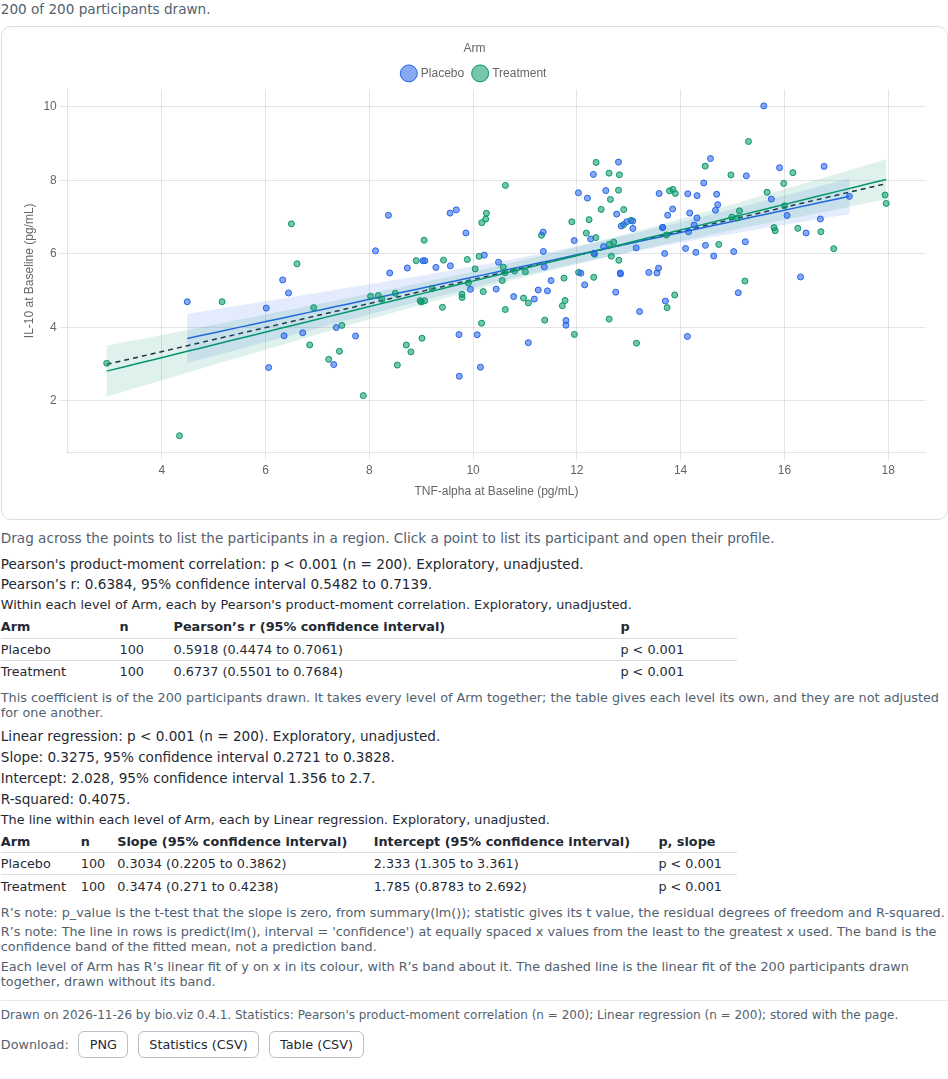 200 of 200 participants drawn.
Arm
Placebo Treatment
10
8
6
4
2
IL-10 at Baseline (pg/mL)
4 6 8 10 12 14 16 18
TNF-alpha at Baseline (pg/mL)
Drag across the points to list the participants in a region. Click a point to list its participant and open their profile.
Pearson's product-moment correlation: p < 0.001 (n = 200). Exploratory, unadjusted.
Pearson’s r: 0.6384, 95% confidence interval 0.5482 to 0.7139.
Within each level of Arm, each by Pearson's product-moment correlation. Exploratory, unadjusted.
Arm n Pearson’s r (95% confidence interval) p
Placebo 100 0.5918 (0.4474 to 0.7061) p < 0.001
Treatment 100 0.6737 (0.5501 to 0.7684) p < 0.001
This coefficient is of the 200 participants drawn. It takes every level of Arm together; the table gives each level its own, and they are not adjusted
for one another.
Linear regression: p < 0.001 (n = 200). Exploratory, unadjusted.
Slope: 0.3275, 95% confidence interval 0.2721 to 0.3828.
Intercept: 2.028, 95% confidence interval 1.356 to 2.7.
R-squared: 0.4075.
The line within each level of Arm, each by Linear regression. Exploratory, unadjusted.
Arm n Slope (95% confidence interval) Intercept (95% confidence interval) p, slope
Placebo 100 0.3034 (0.2205 to 0.3862) 2.333 (1.305 to 3.361) p < 0.001
Treatment 100 0.3474 (0.271 to 0.4238) 1.785 (0.8783 to 2.692) p < 0.001
R’s note: p_value is the t-test that the slope is zero, from summary(lm()); statistic gives its t value, the residual degrees of freedom and R-squared.
R’s note: The line in rows is predict(lm(), interval = 'confidence') at equally spaced x values from the least to the greatest x used. The band is the
confidence band of the fitted mean, not a prediction band.
Each level of Arm has R’s linear fit of y on x in its colour, with R’s band about it. The dashed line is the linear fit of the 200 participants drawn
together, drawn without its band.
Drawn on 2026-11-26 by bio.viz 0.4.1. Statistics: Pearson's product-moment correlation (n = 200); Linear regression (n = 200); stored with the page.
Download: PNG Statistics (CSV) Table (CSV)